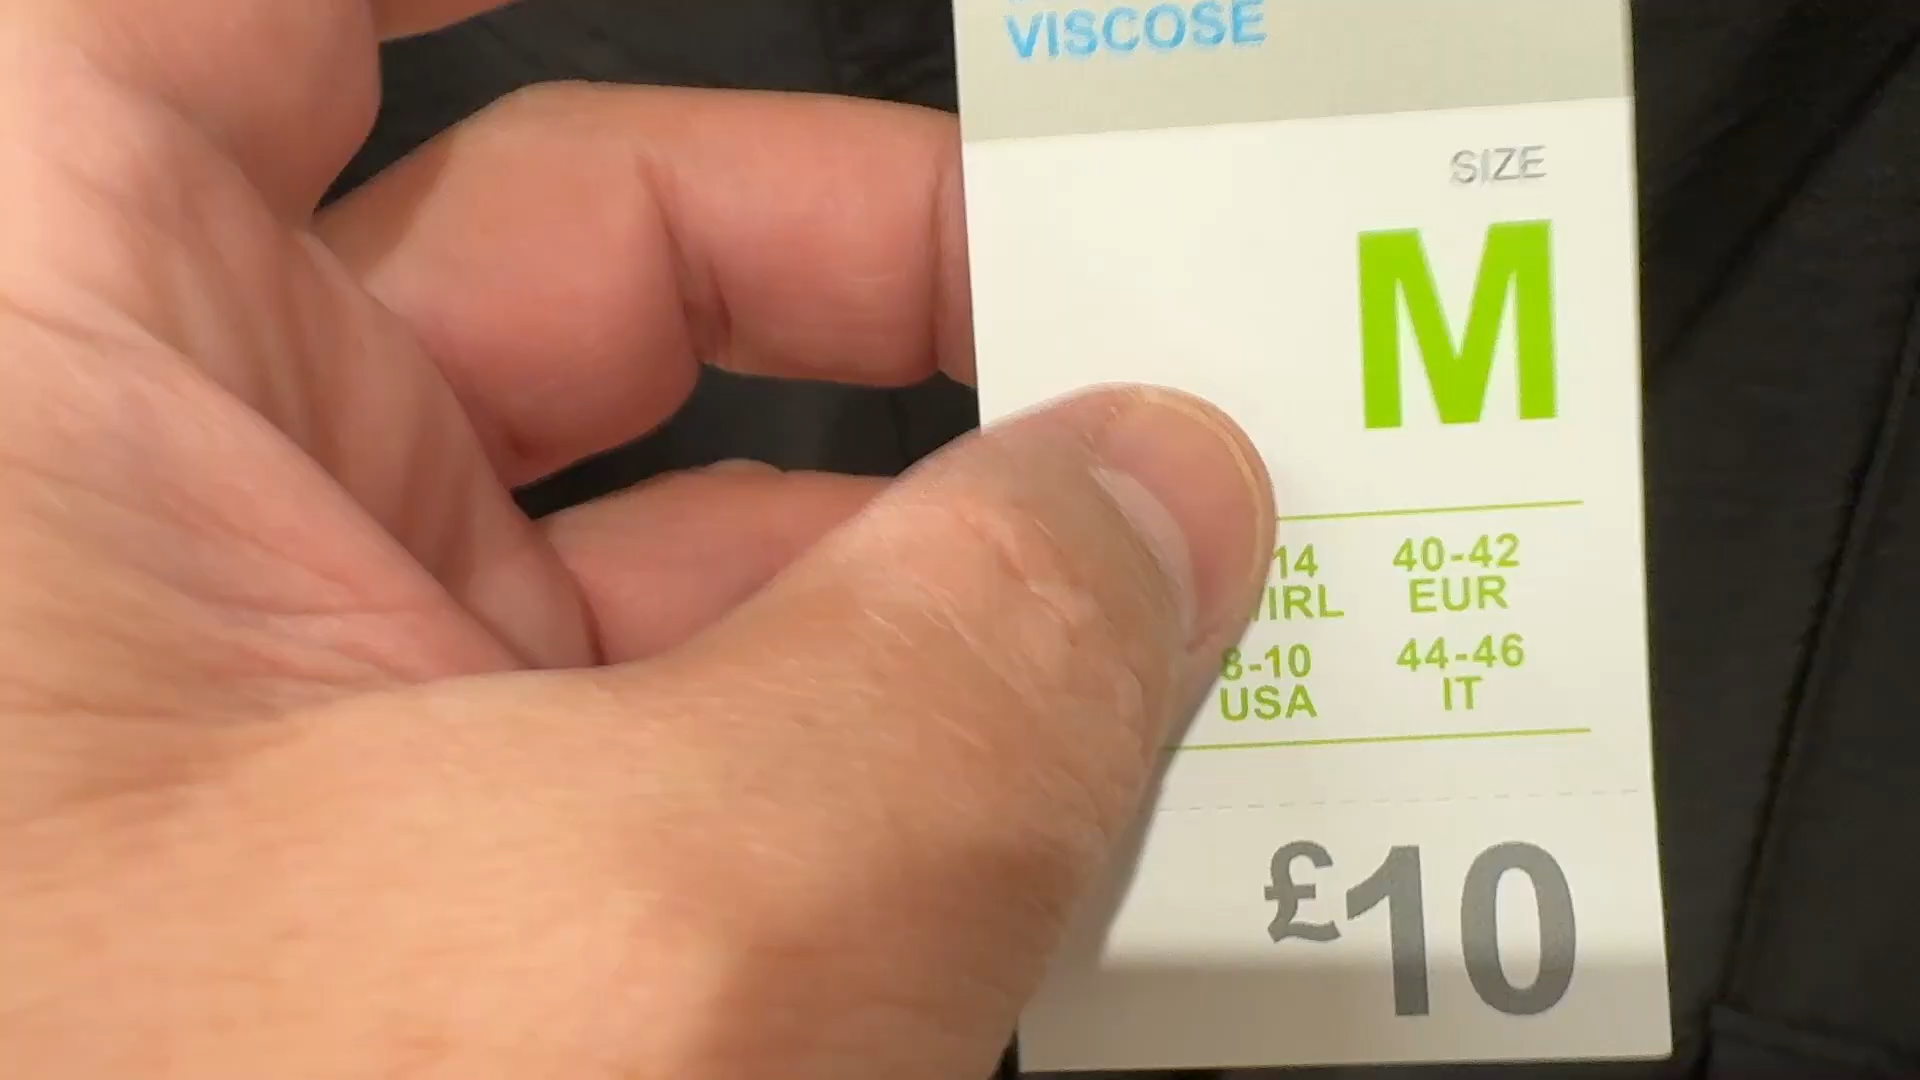 VISCOSE
SIZE
M
14 40-42
IRL EUR
8-10 44-46
USA IT
£10